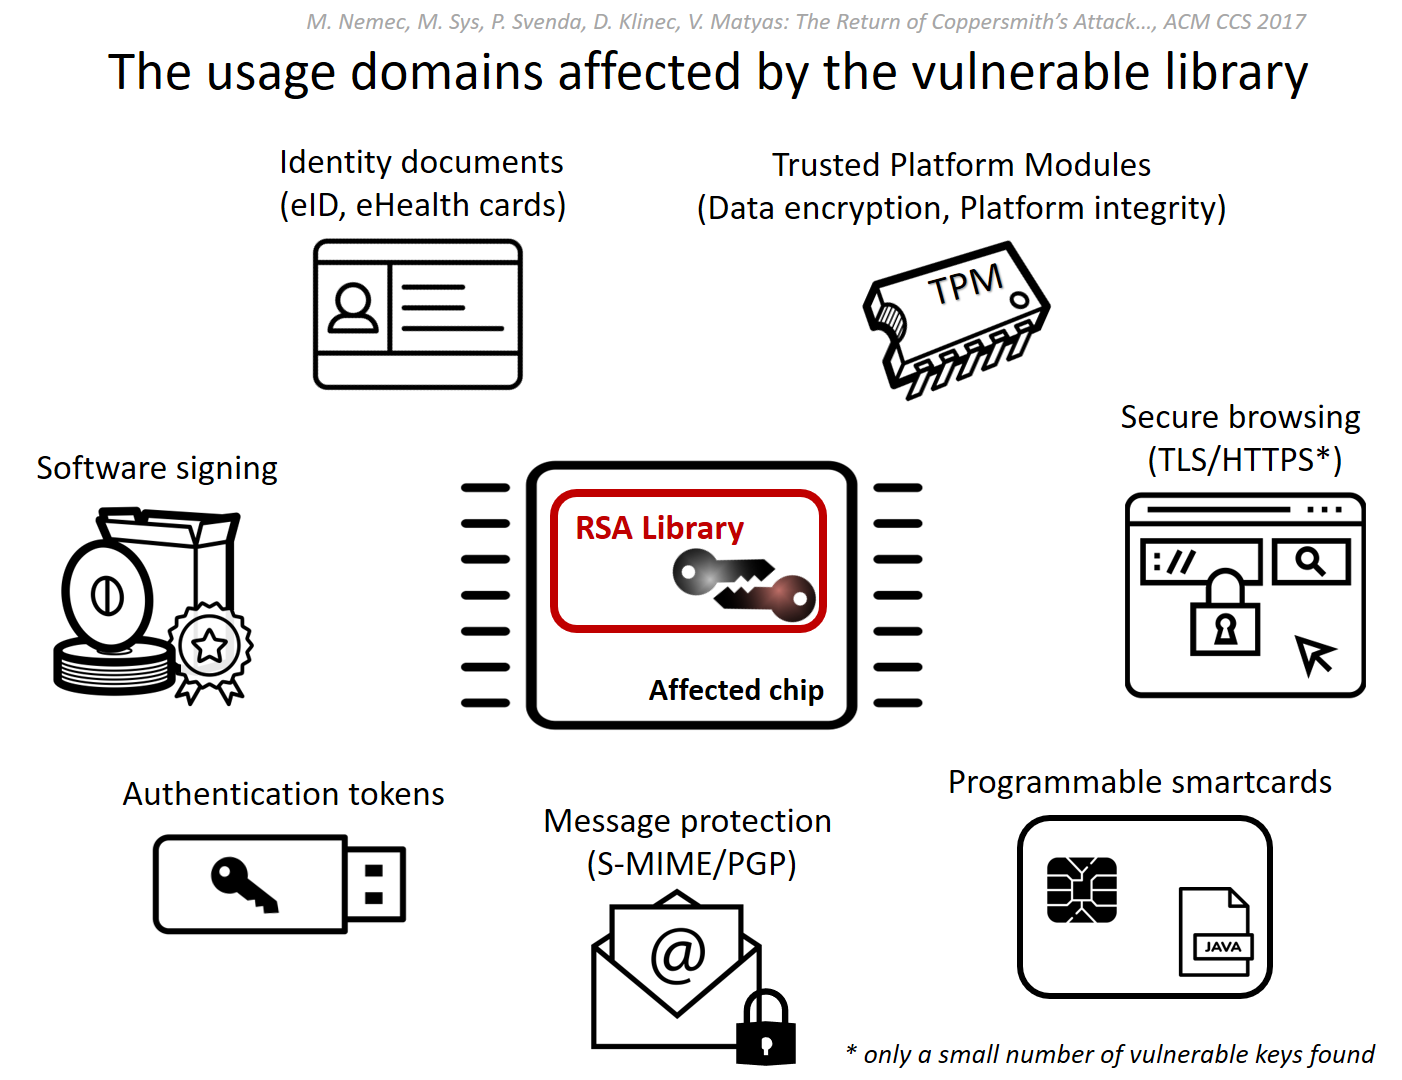 M. Nemec, M. Sys, P. Svenda, D. Klinec, V. Matyas: The Return of Coppersmith's Attack…, ACM CCS 2017
The usage domains affected by the vulnerable library
Identity documents
(eID, eHealth cards)
Trusted Platform Modules
(Data encryption, Platform integrity)
TPM
Secure browsing
(TLS/HTTPS*)
://
Software signing
RSA Library
Affected chip
Authentication tokens
Message protection
(S-MIME/PGP)
@
Programmable smartcards
JAVA
* only a small number of vulnerable keys found